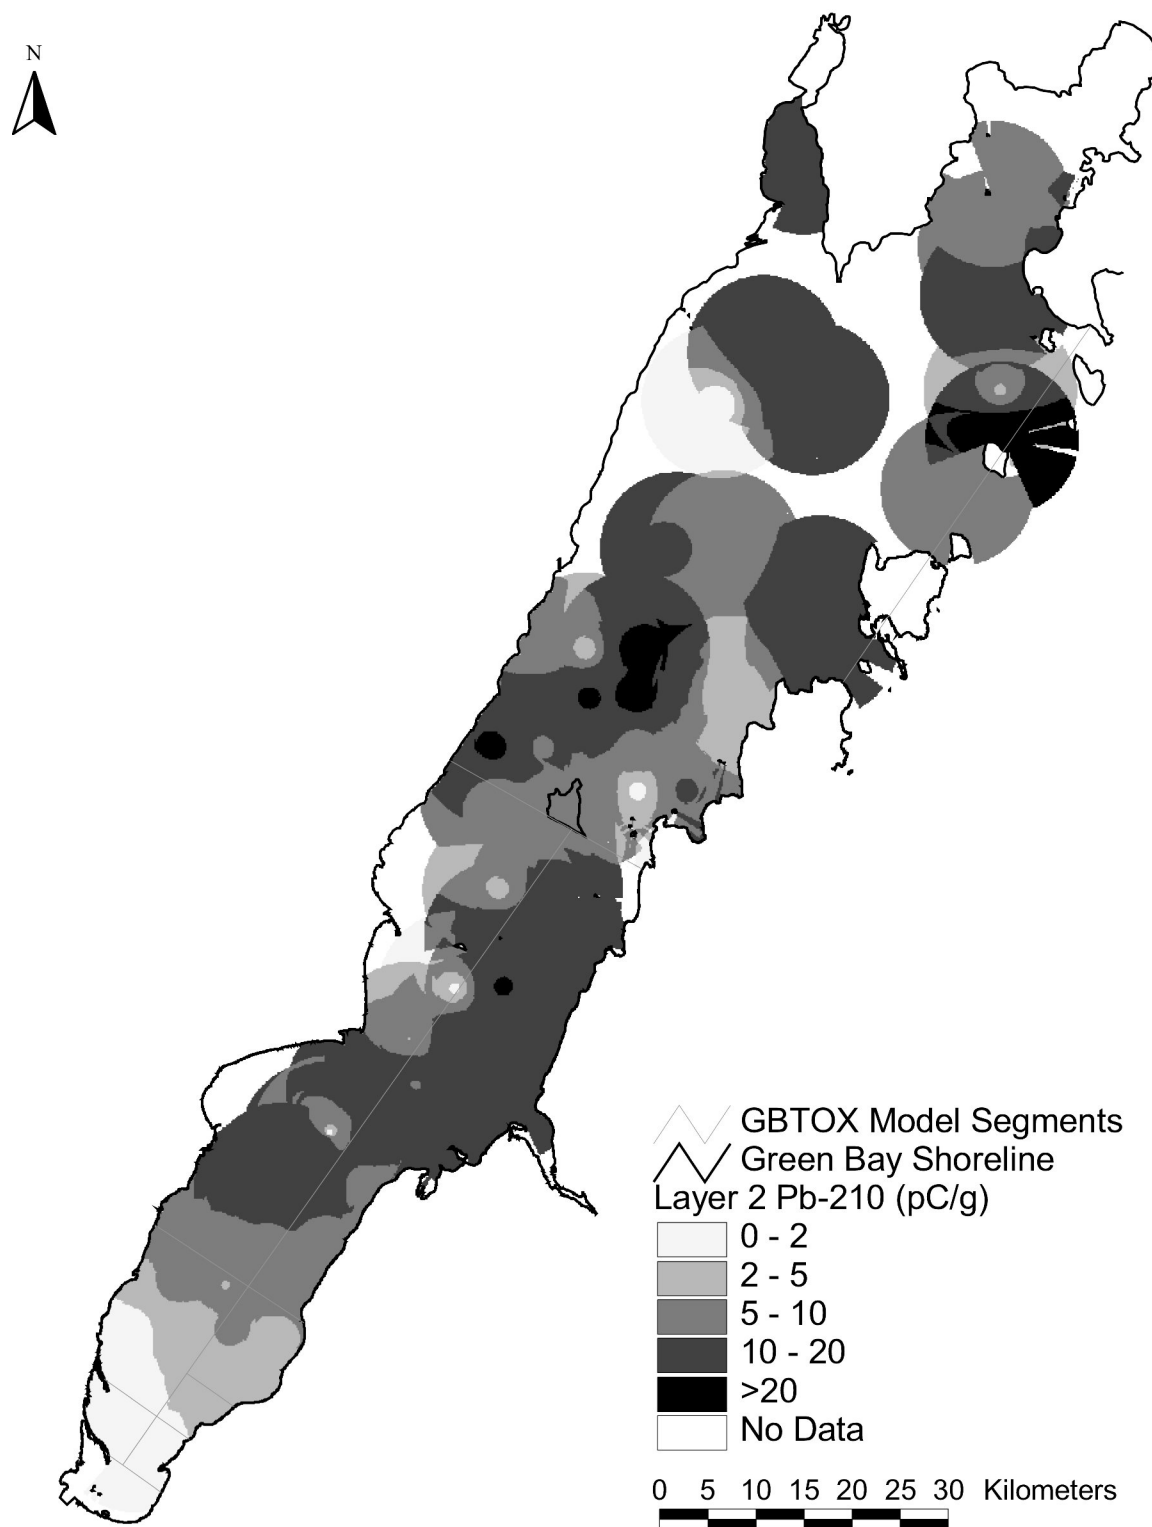 N
GBTOX Model Segments
Green Bay Shoreline
Layer 2 Pb-210 (pC/g)
0 - 2
2 - 5
5 - 10
10 - 20
>20
No Data
0 5 10 15 20 25 30 Kilometers